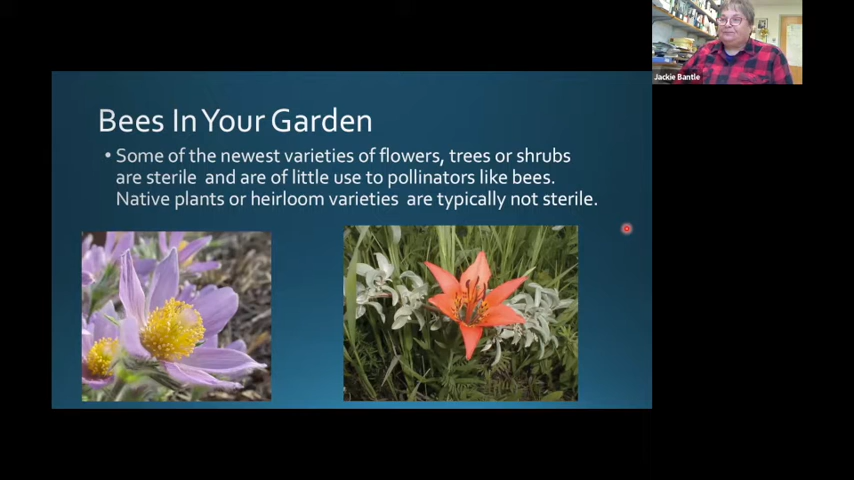 Jackie Bantle
Bees In Your Garden
• Some of the newest varieties of flowers, trees or shrubs
are sterile and are of little use to pollinators like bees.
Native plants or heirloom varieties are typically not sterile.